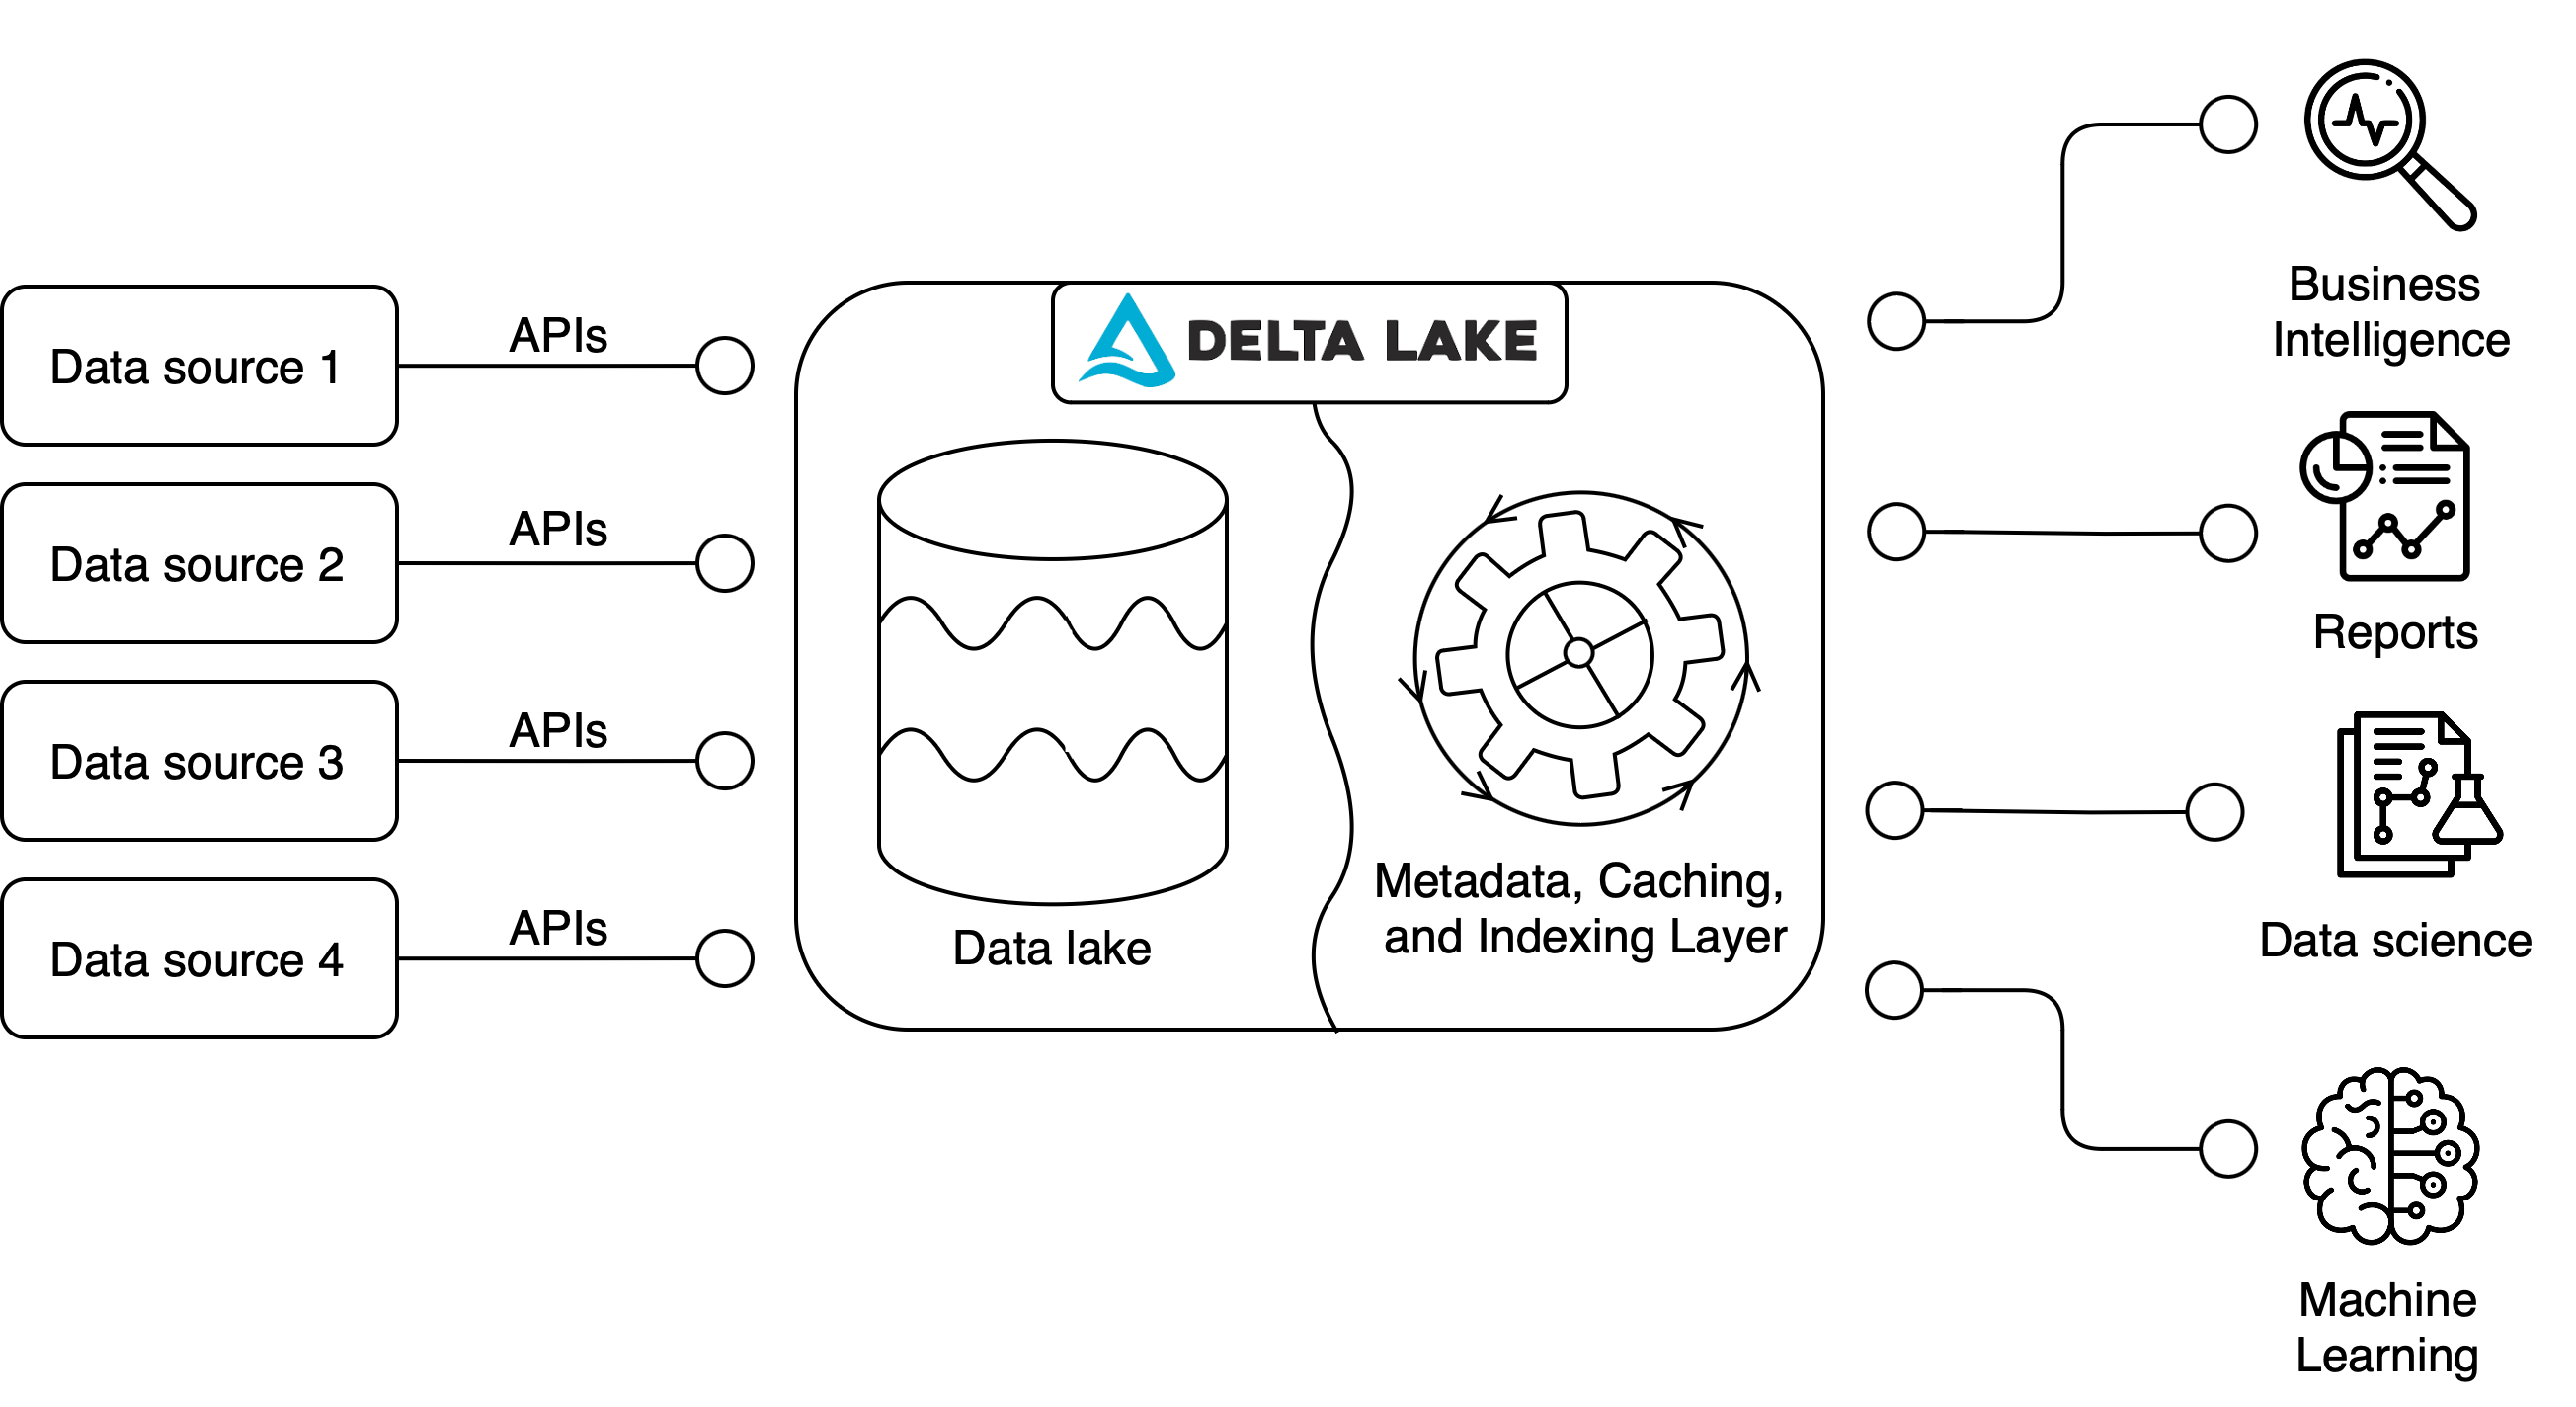 Data source 1
APIs
Data source 2
APIs
Data source 3
APIs
Data source 4
APIs
DELTA LAKE
Data lake
Metadata, Caching,
and Indexing Layer
Business
Intelligence
Reports
Data science
Machine
Learning